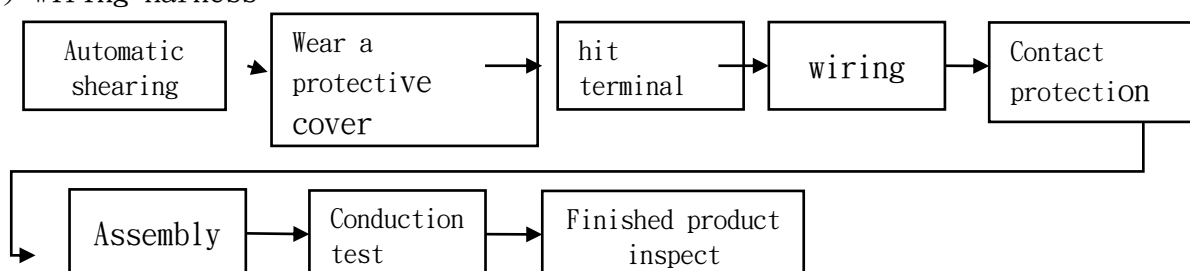 ) wiring harness
Automatic
shearing
Wear a
protective
cover
hit
terminal
wiring
Contact
protection
Assembly
Conduction
test
Finished product
inspect